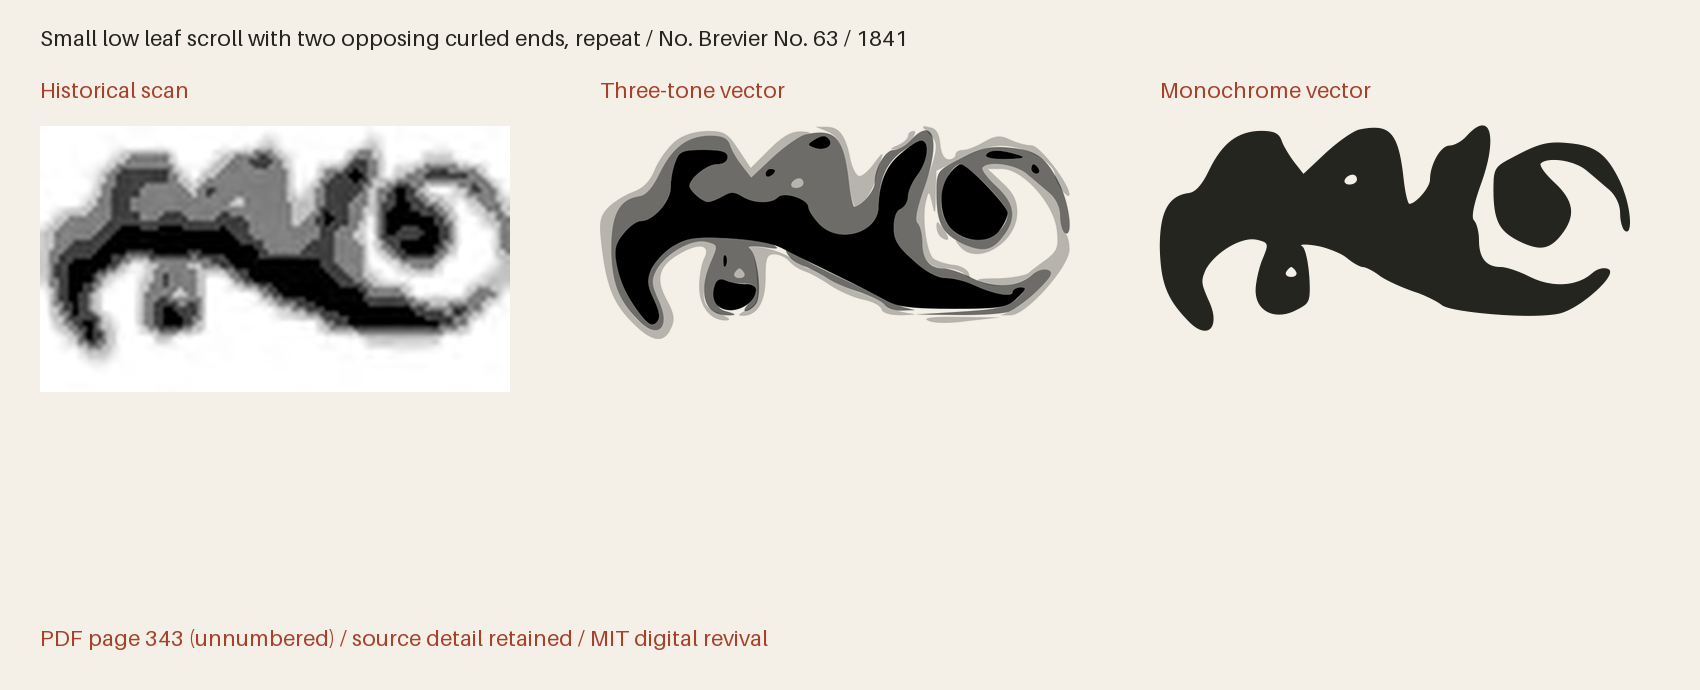 Small low leaf scroll with two opposing curled ends, repeat / No. Brevier No. 63 / 1841
Historical scan
Three-tone vector
Monochrome vector
PDF page 343 (unnumbered) / source detail retained / MIT digital revival